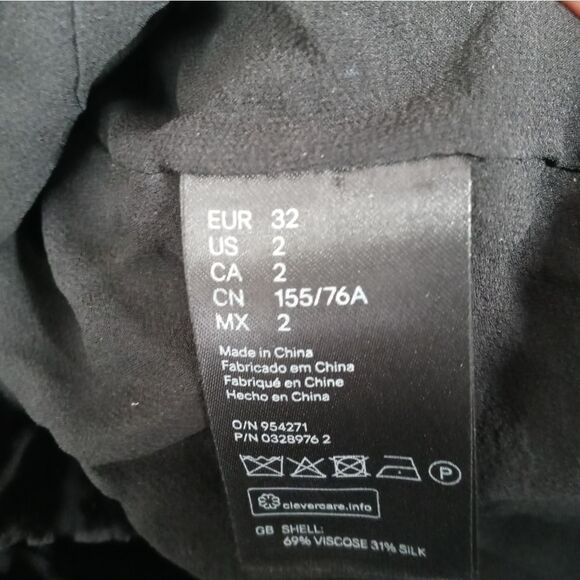 EUR 32
US 2
CA 2
CN 155/76A
MX 2
Made in China
Fabricado em China
Fabriqué en Chine
Hecho en China
O/N 954271
P/N 0328976 2
P
clevercare.info
GB SHELL:
69% VISCOSE 31% SILK